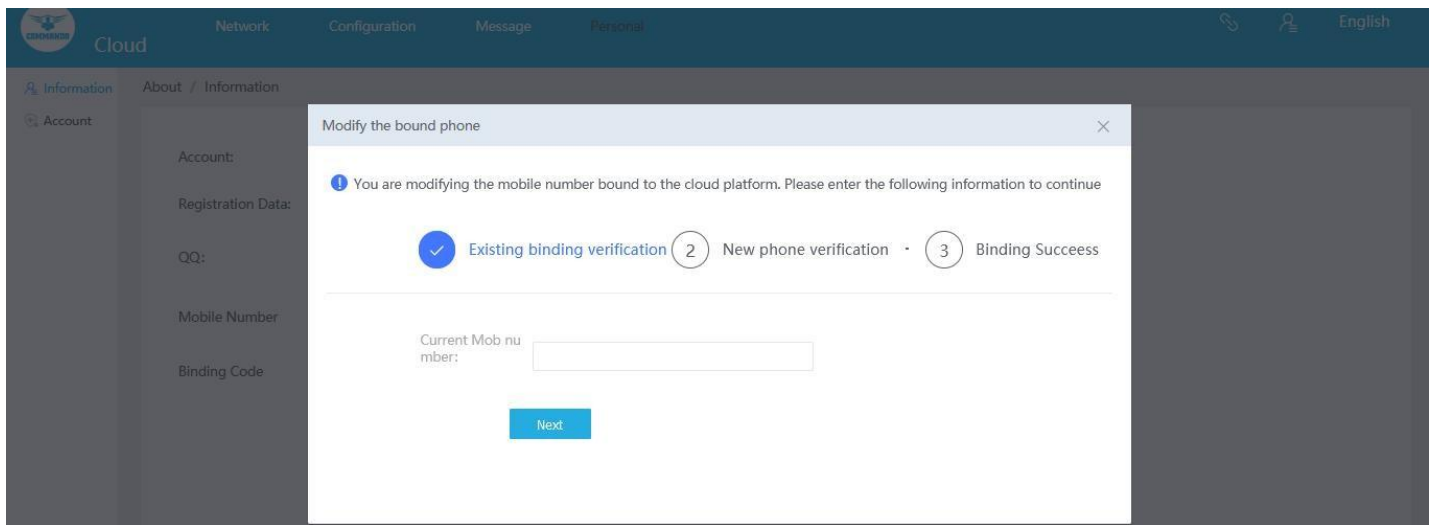 COMMANDO
Cloud
Network Configuration Message Personal English
Information
About / Information
Account
Modify the bound phone
Account:
You are modifying the mobile number bound to the cloud platform. Please enter the following information to continue
Registration Data:
Existing binding verification 2 New phone verification · 3 Binding Succeess
QQ:
Mobile Number
Current Mob nu
mber:
Binding Code
Next